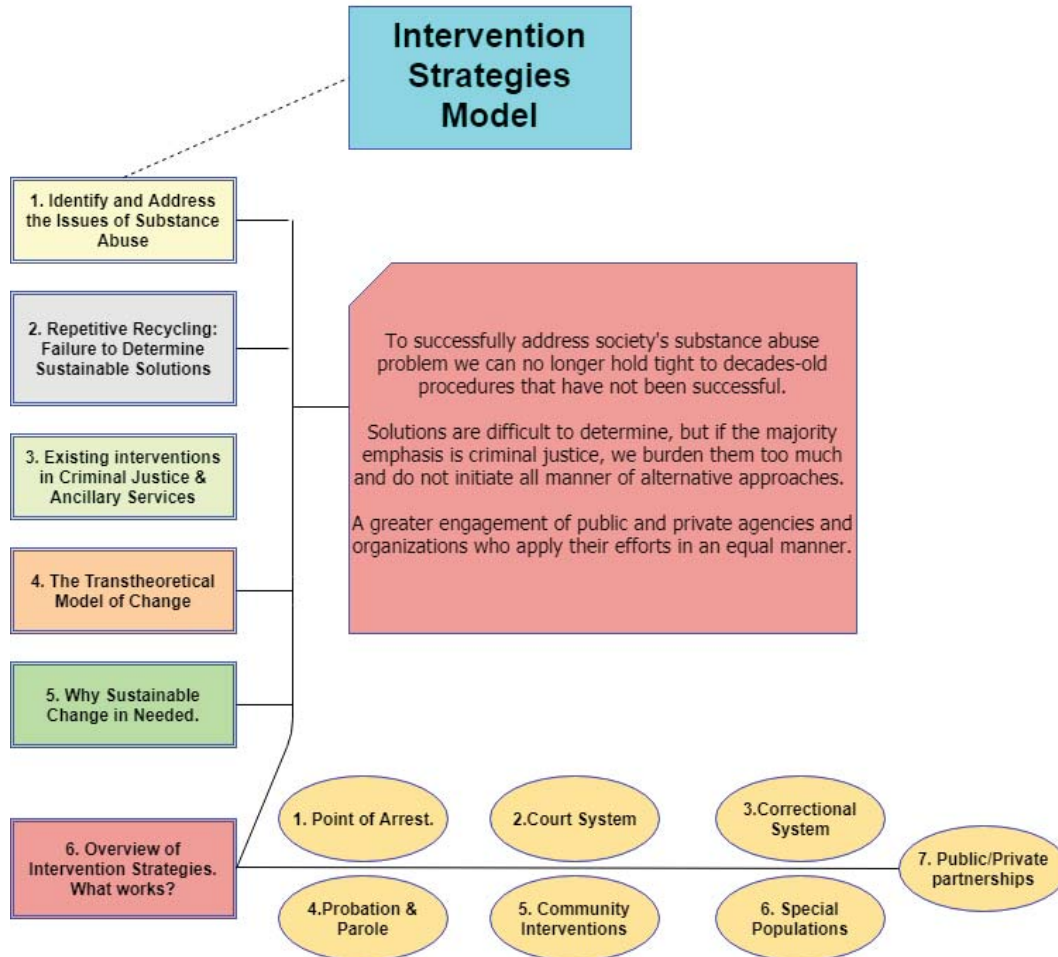 Intervention
Strategies
Model
1. Identify and Address
the Issues of Substance
Abuse
2. Repetitive Recycling:
Failure to Determine
Sustainable Solutions
3. Existing interventions
in Criminal Justice &
Ancillary Services
4. The Transtheoretical
Model of Change
5. Why Sustainable
Change in Needed.
6. Overview of
Intervention Strategies.
What works?
To successfully address society's substance abuse
problem we can no longer hold tight to decades-old
procedures that have not been successful.
Solutions are difficult to determine, but if the majority
emphasis is criminal justice, we burden them too much
and do not initiate all manner of alternative approaches.
A greater engagement of public and private agencies and
organizations who apply their efforts in an equal manner.
1. Point of Arrest.
2.Court System
3.Correctional
System
4.Probation &
Parole
5. Community
Interventions
6. Special
Populations
7. Public/Private
partnerships